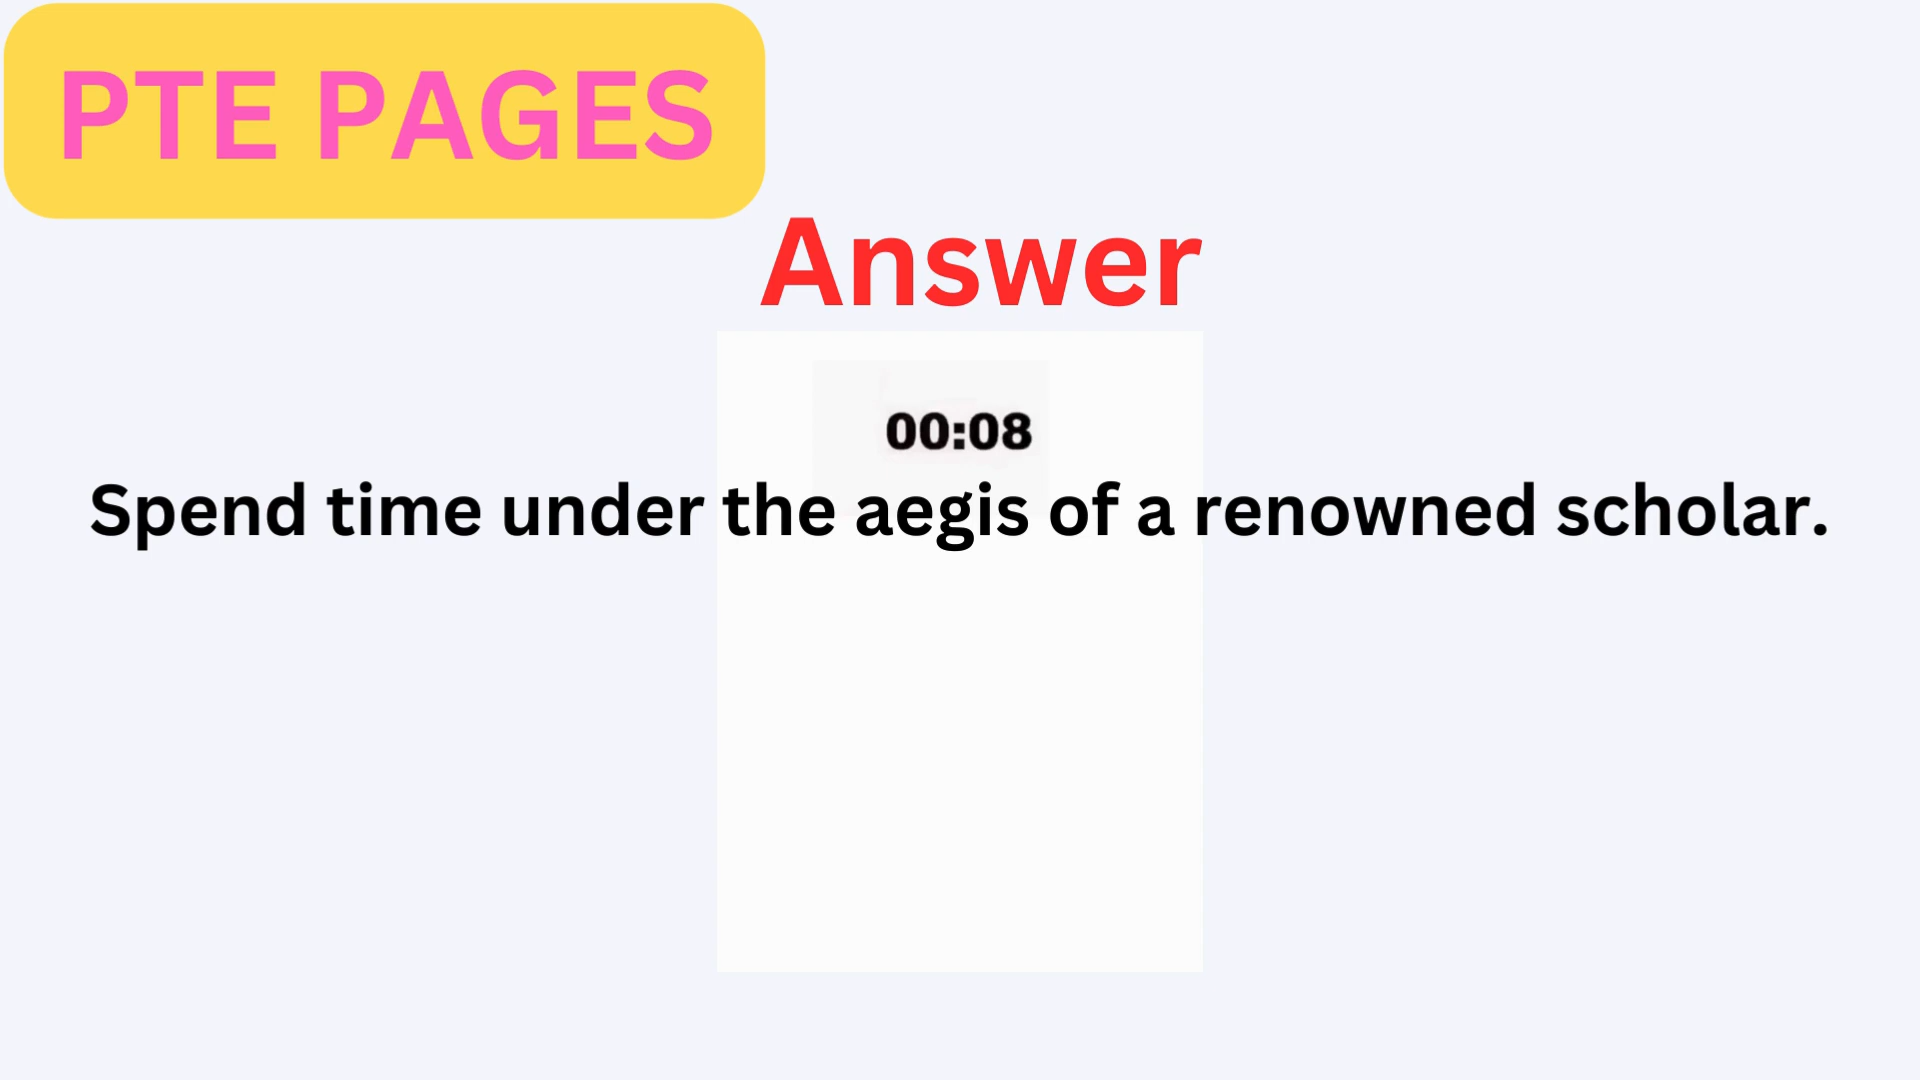 PTE PAGES
Answer
00:08
Spend time under the aegis of a renowned scholar.